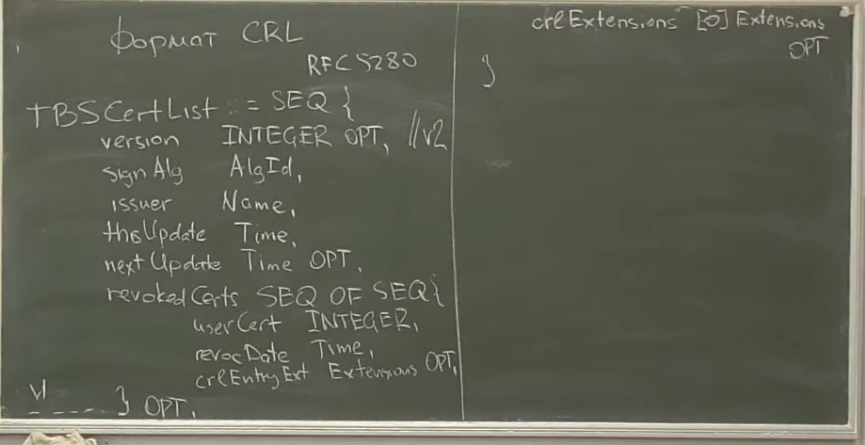 Формат CRL
RFC 5280
TBSCertList ::= SEQ {
version INTEGER OPT, //v2
signAlg AlgId,
issuer Name,
thisUpdate Time,
nextUpdate Time OPT,
revokedCerts SEQ OF SEQ{
userCert INTEGER,
revocDate Time,
crlEntryExt Extensions OPT,
} OPT,
v1
crlExtensions [0] Extensions
OPT
}